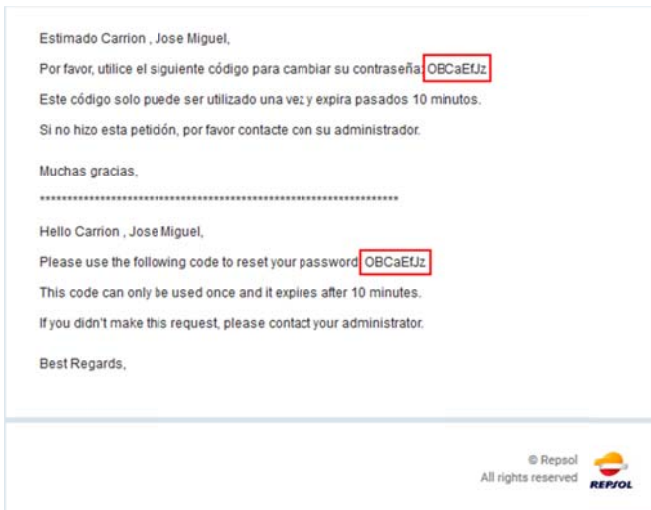 Estimado Carrion , Jose Miguel,
Por favor, utilice el siguiente código para cambiar su contraseña: OBCaEfJz
Este código solo puede ser utilizado una vez y expira pasados 10 minutos.
Si no hizo esta petición, por favor contacte con su administrador.
Muchas gracias,
******************************************************************
Hello Carrion , Jose Miguel,
Please use the following code to reset your password: OBCaEfJz
This code can only be used once and it expires after 10 minutes.
If you didn't make this request, please contact your administrator.
Best Regards,
© Repsol
All rights reserved
REPSOL